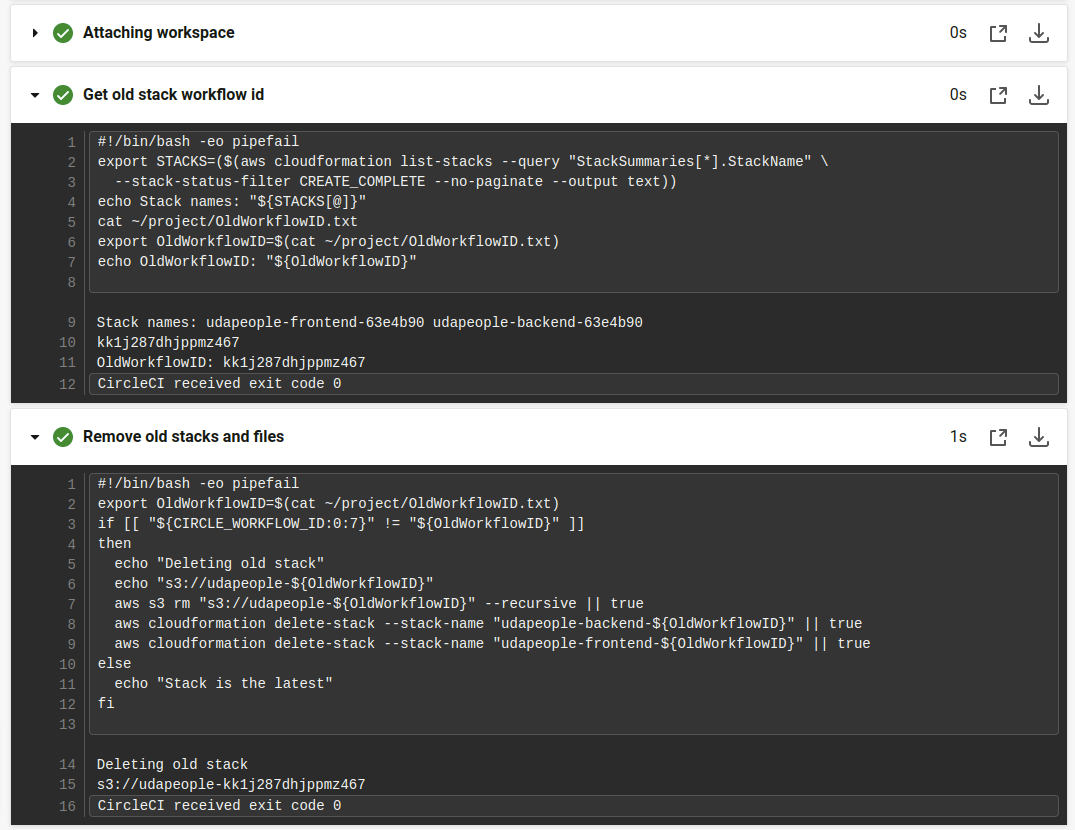 Attaching workspace 0s
Get old stack workflow id 0s
1 #!/bin/bash -eo pipefail
2 export STACKS=($(aws cloudformation list-stacks --query "StackSummaries[*].StackName" \
3   --stack-status-filter CREATE_COMPLETE --no-paginate --output text))
4 echo Stack names: "${STACKS[@]}"
5 cat ~/project/OldWorkflowID.txt
6 export OldWorkflowID=$(cat ~/project/OldWorkflowID.txt)
7 echo OldWorkflowID: "${OldWorkflowID}"
8
9 Stack names: udapeople-frontend-63e4b90 udapeople-backend-63e4b90
10 kk1j287dhjppmz467
11 OldWorkflowID: kk1j287dhjppmz467
12 CircleCI received exit code 0
Remove old stacks and files 1s
1 #!/bin/bash -eo pipefail
2 export OldWorkflowID=$(cat ~/project/OldWorkflowID.txt)
3 if [[ "${CIRCLE_WORKFLOW_ID:0:7}" != "${OldWorkflowID}" ]]
4 then
5   echo "Deleting old stack"
6   echo "s3://udapeople-${OldWorkflowID}"
7   aws s3 rm "s3://udapeople-${OldWorkflowID}" --recursive || true
8   aws cloudformation delete-stack --stack-name "udapeople-backend-${OldWorkflowID}" || true
9   aws cloudformation delete-stack --stack-name "udapeople-frontend-${OldWorkflowID}" || true
10 else
11   echo "Stack is the latest"
12 fi
13
14 Deleting old stack
15 s3://udapeople-kk1j287dhjppmz467
16 CircleCI received exit code 0